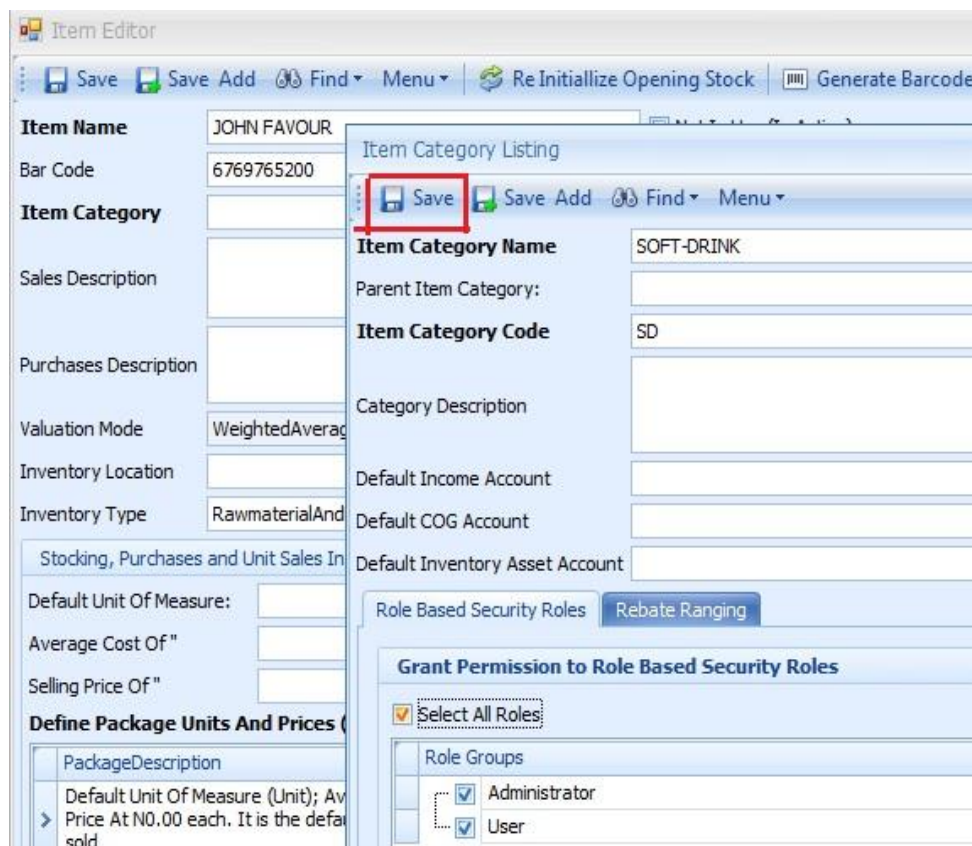 Item Editor
Save Save Add Find Menu Re Initiallize Opening Stock Generate Barcode
Item Name JOHN FAVOUR
Bar Code 6769765200
Item Category
Sales Description
Purchases Description
Valuation Mode WeightedAverag
Inventory Location
Inventory Type RawmaterialAnd
Stocking, Purchases and Unit Sales In
Default Unit Of Measure:
Average Cost Of "
Selling Price Of "
Define Package Units And Prices (
PackageDescription
Default Unit Of Measure (Unit); Av
Price At N0.00 each. It is the defau
sold
Item Category Listing
Save Save Add Find Menu
Item Category Name SOFT-DRINK
Parent Item Category:
Item Category Code SD
Category Description
Default Income Account
Default COG Account
Default Inventory Asset Account
Role Based Security Roles Rebate Ranging
Grant Permission to Role Based Security Roles
Select All Roles
Role Groups
Administrator
User